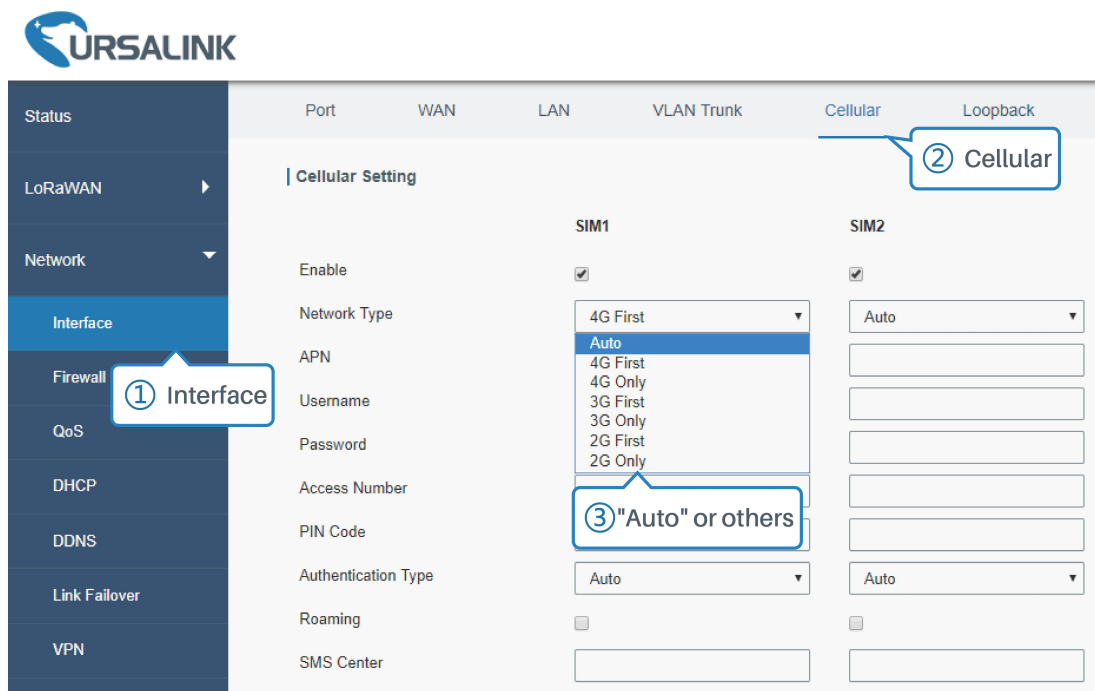 URSALINK
Status
LoRaWAN
Network
Interface
Firewall
QoS
DHCP
DDNS
Link Failover
VPN
① Interface
Port WAN LAN VLAN Trunk Cellular Loopback
② Cellular
Cellular Setting
SIM1 SIM2
Enable
Network Type 4G First Auto
Auto
4G First
4G Only
3G First
3G Only
2G First
2G Only
APN
Username
Password
Access Number
③"Auto" or others
PIN Code
Authentication Type Auto Auto
Roaming
SMS Center